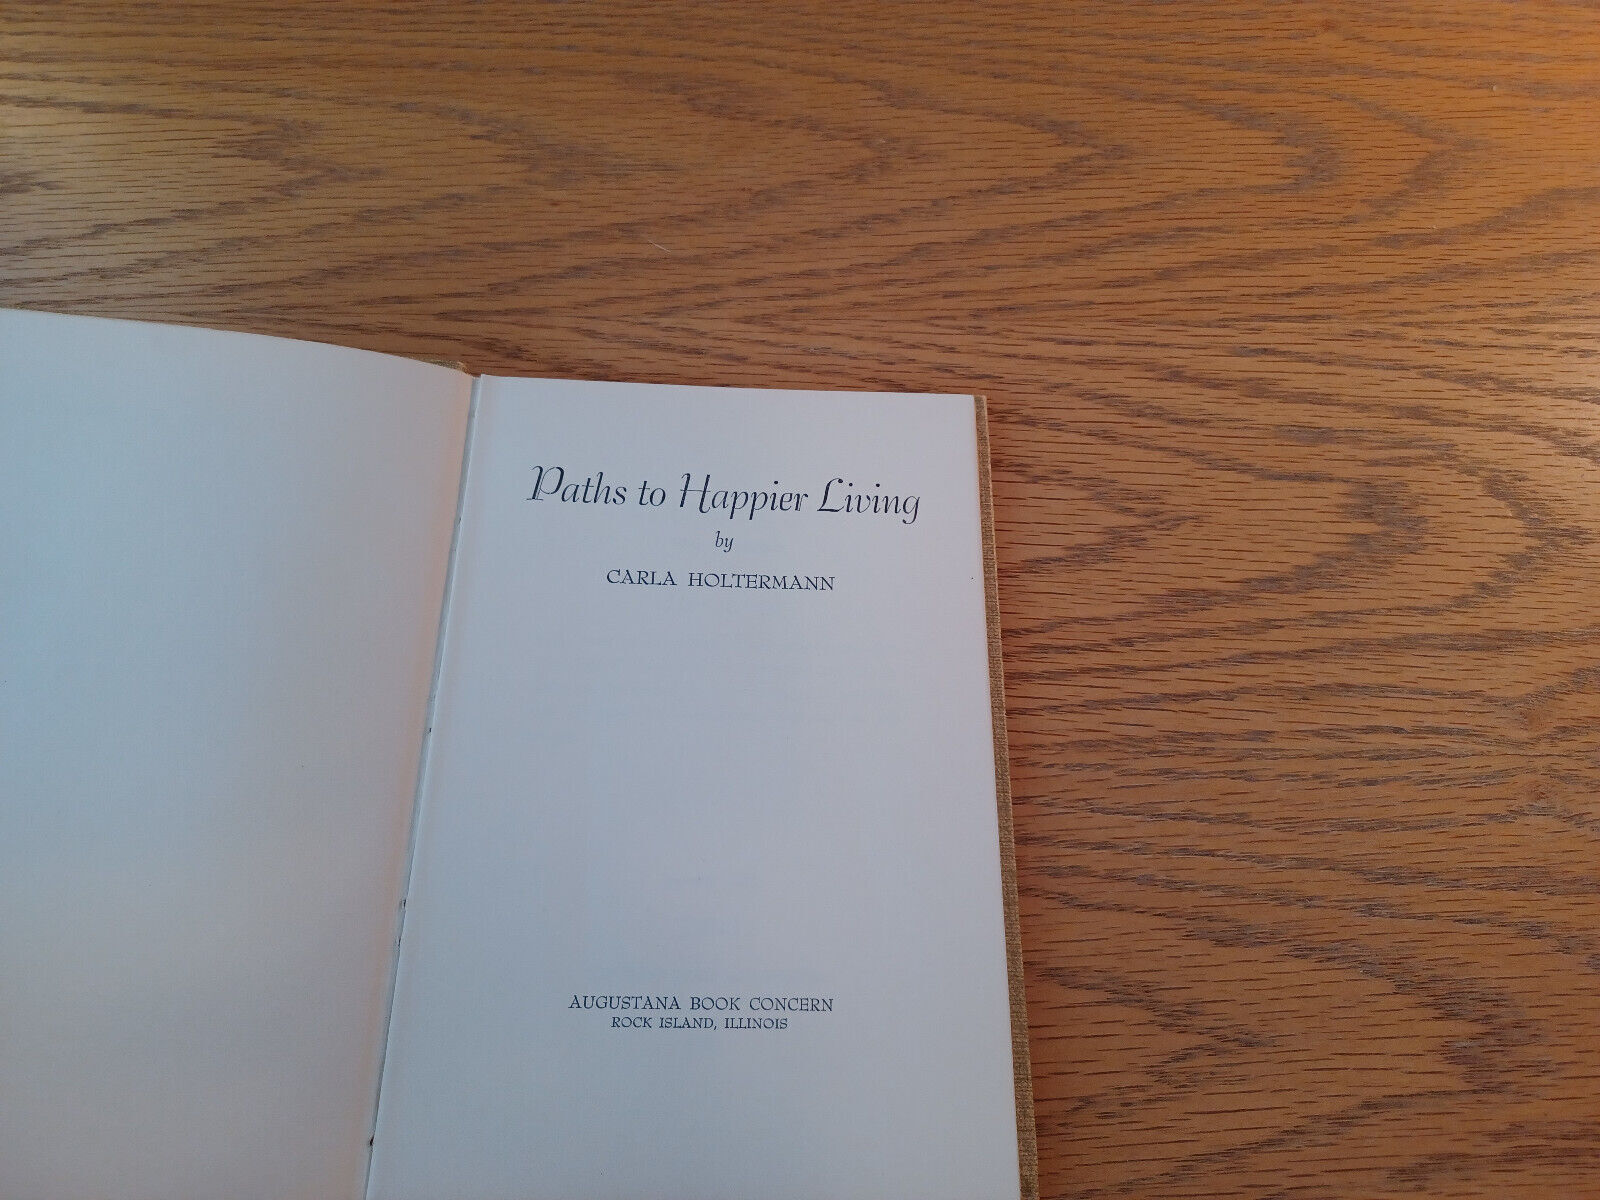 Paths to Happier Living
by
CARLA HOLTERMANN
AUGUSTANA BOOK CONCERN
ROCK ISLAND, ILLINOIS